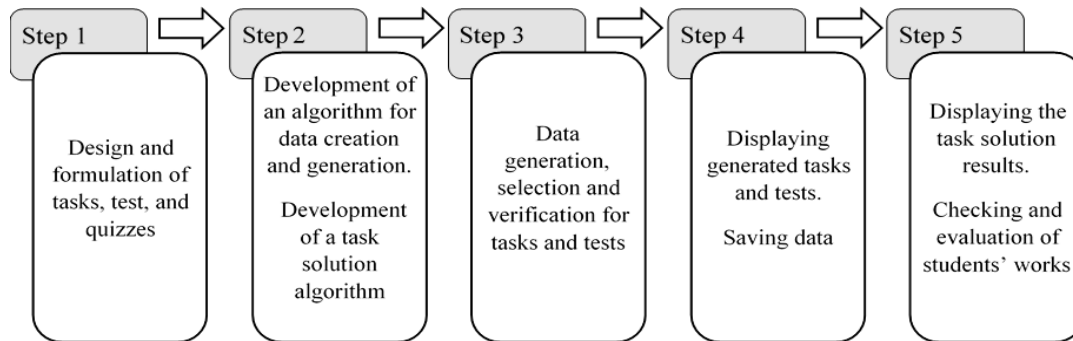 Step 1
Design and
formulation of
tasks, test, and
quizzes
Step 2
Development of
an algorithm for
data creation
and generation.
Development
of a task
solution
algorithm
Step 3
Data
generation,
selection and
verification for
tasks and tests
Step 4
Displaying
generated tasks
and tests.
Saving data
Step 5
Displaying the
task solution
results.
Checking and
evaluation of
students’ works